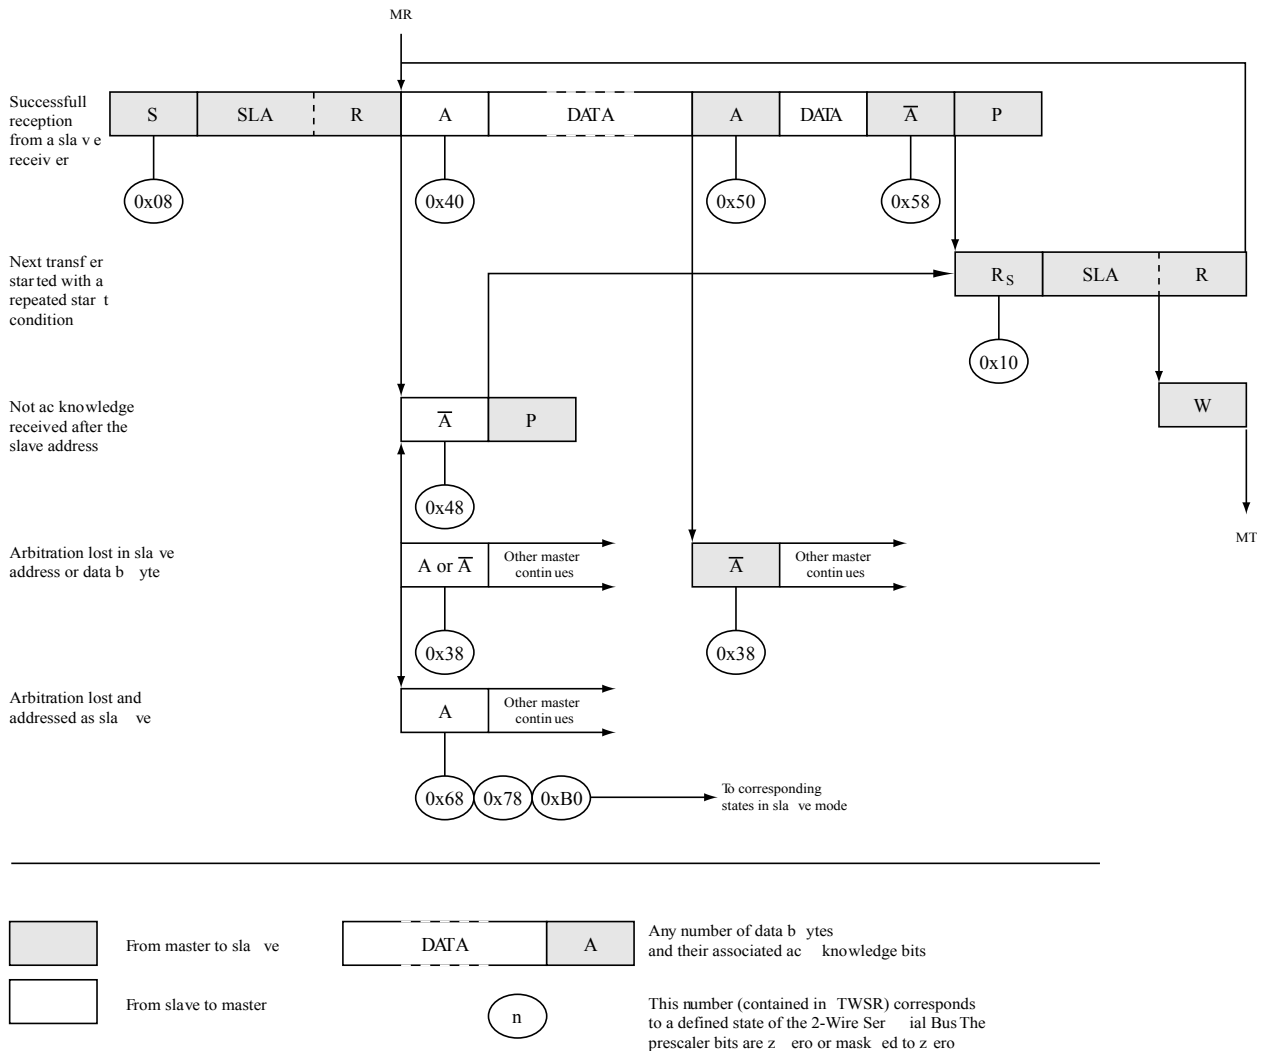 MR
Successfull
reception
from a sla v e
receiv er
S SLA R A DATA A DATA A̅ P
0x08 0x40 0x50 0x58
Next transf er
star ted with a
repeated star t
condition
RS SLA R
0x10
Not ac knowledge
received after the
slave address
A̅ P
W
0x48
MT
Arbitration lost in sla ve
address or data b yte
A or A̅
Other master
contin ues
A̅
Other master
contin ues
0x38 0x38
Arbitration lost and
addressed as sla ve
A
Other master
contin ues
0x68 0x78 0xB0
To corresponding
states in sla ve mode
From master to sla ve
DATA A
Any number of data b ytes
and their associated ac knowledge bits
From slave to master
n
This number (contained in TWSR) corresponds
to a defined state of the 2-Wire Ser ial Bus The
prescaler bits are z ero or mask ed to z ero